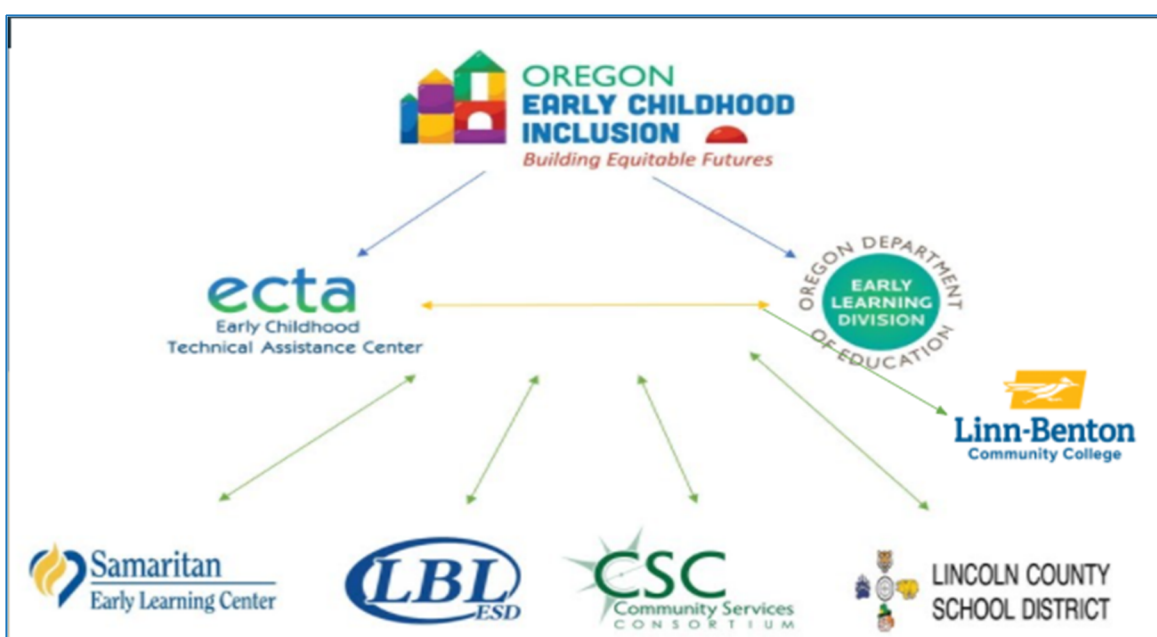 OREGON
EARLY CHILDHOOD
INCLUSION
Building Equitable Futures
ecta
Early Childhood
Technical Assistance Center
OREGON DEPARTMENT
OF EDUCATION
EARLY
LEARNING
DIVISION
Linn-Benton
Community College
Samaritan
Early Learning Center
LBL
ESD
CSC
Community Services
CONSORTIUM
LINCOLN COUNTY
SCHOOL DISTRICT